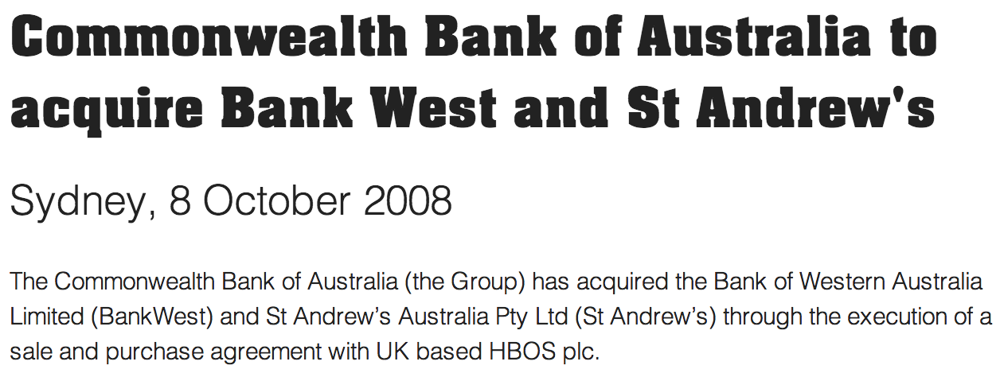 Commonwealth Bank of Australia to
acquire Bank West and St Andrew's
Sydney, 8 October 2008
The Commonwealth Bank of Australia (the Group) has acquired the Bank of Western Australia
Limited (BankWest) and St Andrew’s Australia Pty Ltd (St Andrew’s) through the execution of a
sale and purchase agreement with UK based HBOS plc.